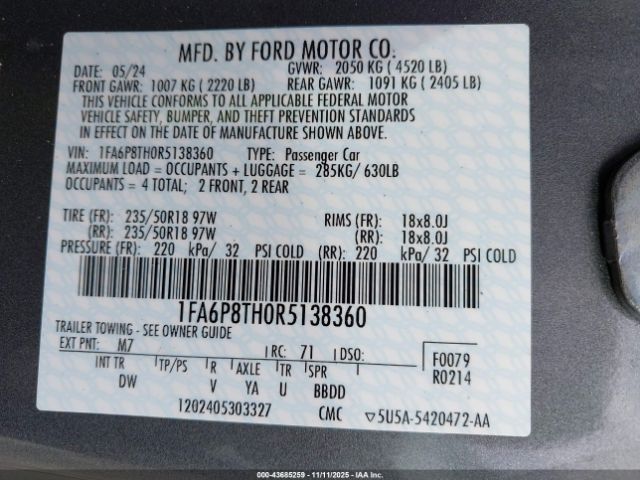 MFD. BY FORD MOTOR CO.
DATE: 05/24 GVWR: 2050 KG ( 4520 LB)
FRONT GAWR: 1007 KG ( 2220 LB) REAR GAWR: 1091 KG ( 2405 LB)
THIS VEHICLE CONFORMS TO ALL APPLICABLE FEDERAL MOTOR
VEHICLE SAFETY, BUMPER, AND THEFT PREVENTION STANDARDS
IN EFFECT ON THE DATE OF MANUFACTURE SHOWN ABOVE.
VIN: 1FA6P8TH0R5138360 TYPE: Passenger Car
MAXIMUM LOAD = OCCUPANTS + LUGGAGE = 285KG/ 630LB
OCCUPANTS = 4 TOTAL; 2 FRONT, 2 REAR
TIRE (FR): 235/50R18 97W RIMS (FR): 18x8.0J
(RR): 235/50R18 97W (RR): 18x8.0J
PRESSURE (FR): 220 kPa/ 32 PSI COLD (RR): 220 kPa/ 32 PSI COLD
1FA6P8TH0R5138360
TRAILER TOWING - SEE OWNER GUIDE
EXT PNT: M7 RC: 71 DSO: F0079
INT TR TP/PS R AXLE TR SPR R0214
DW V YA U BBDD
1202405303327 CMC ▽5U5A-5420472-AA
000-43685259 - 11/11/2025 - IAAI.com